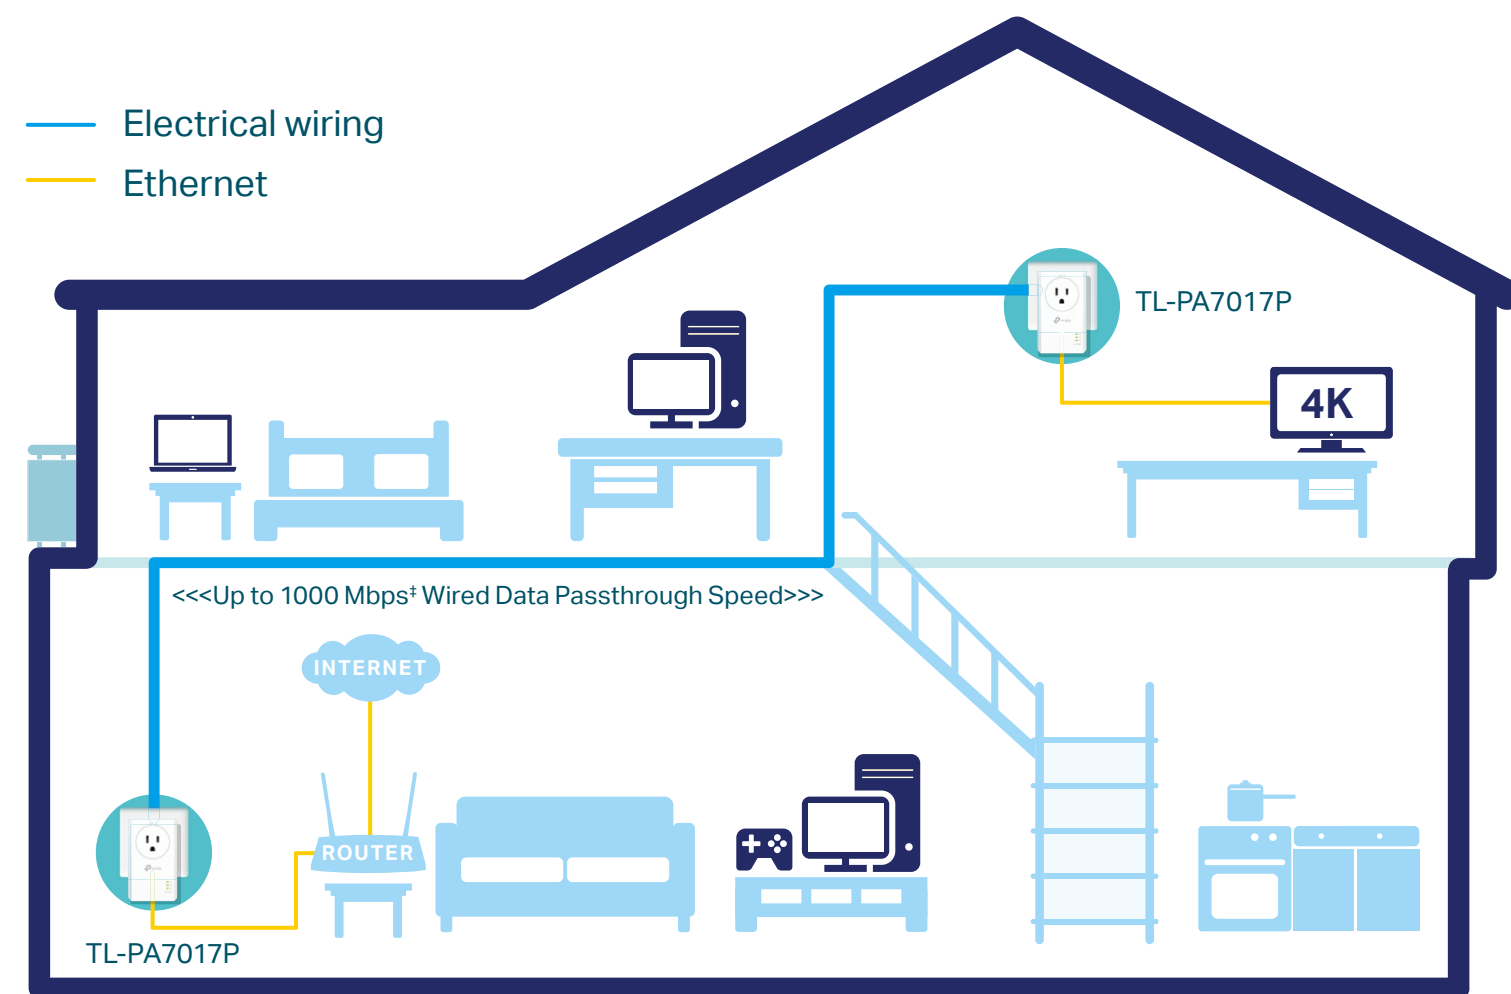 Electrical wiring
Ethernet
TL-PA7017P
4K
<<<Up to 1000 Mbps‡ Wired Data Passthrough Speed>>>
INTERNET
ROUTER
TL-PA7017P